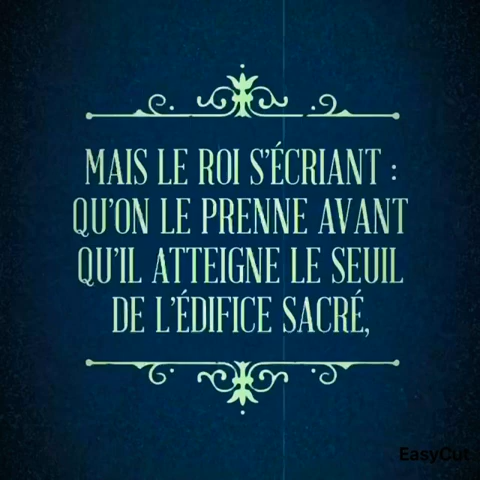 MAIS LE ROI S'ÉCRIANT :
QU'ON LE PRENNE AVANT
QU'IL ATTEIGNE LE SEUIL
DE L'ÉDIFICE SACRÉ,
EasyCut